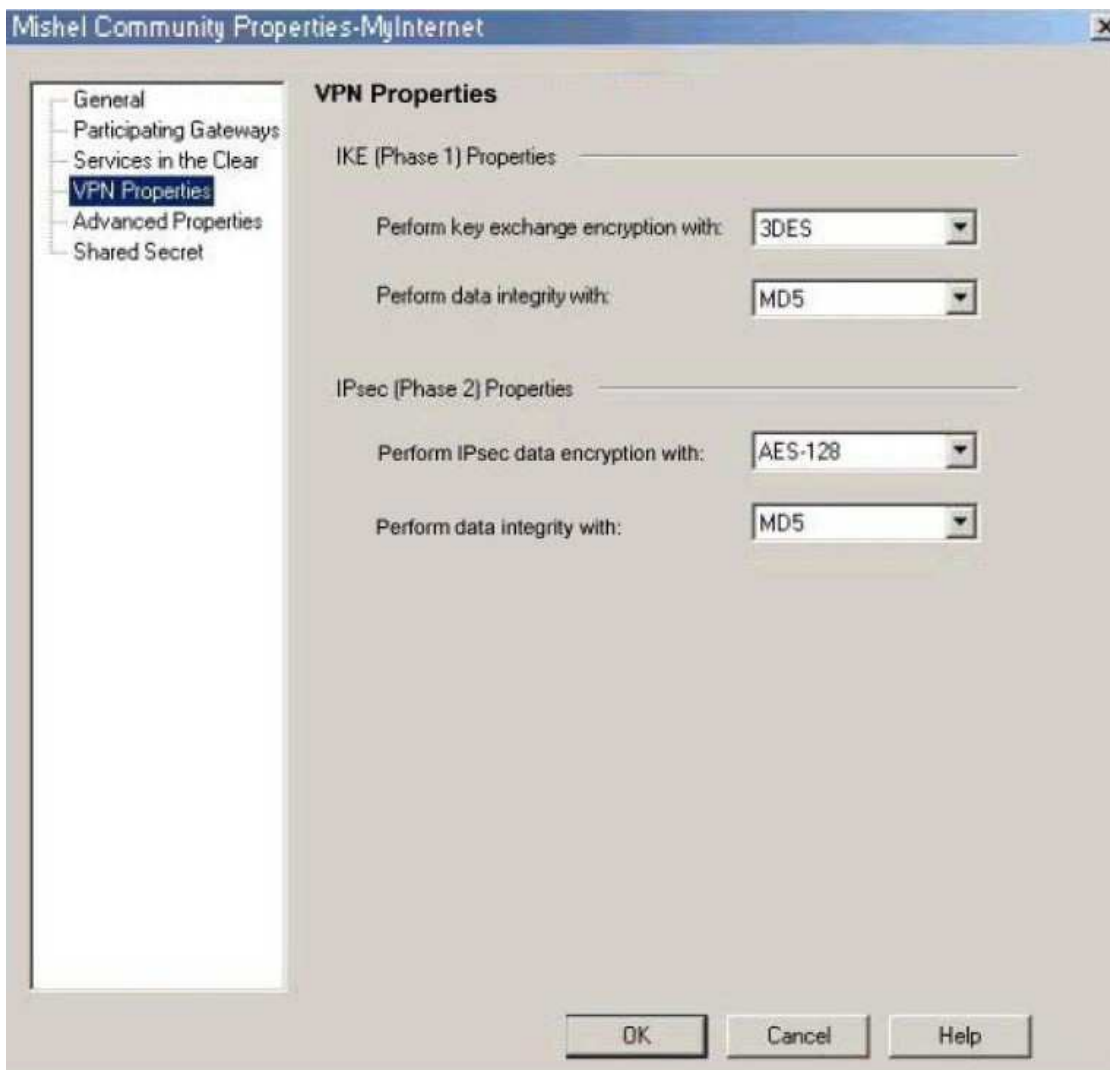 Mishel Community Properties-MyInternet
General
Participating Gateways
Services in the Clear
VPN Properties
Advanced Properties
Shared Secret
VPN Properties
IKE (Phase 1) Properties
Perform key exchange encryption with: 3DES
Perform data integrity with: MD5
IPsec (Phase 2) Properties
Perform IPsec data encryption with: AES-128
Perform data integrity with: MD5
OK Cancel Help